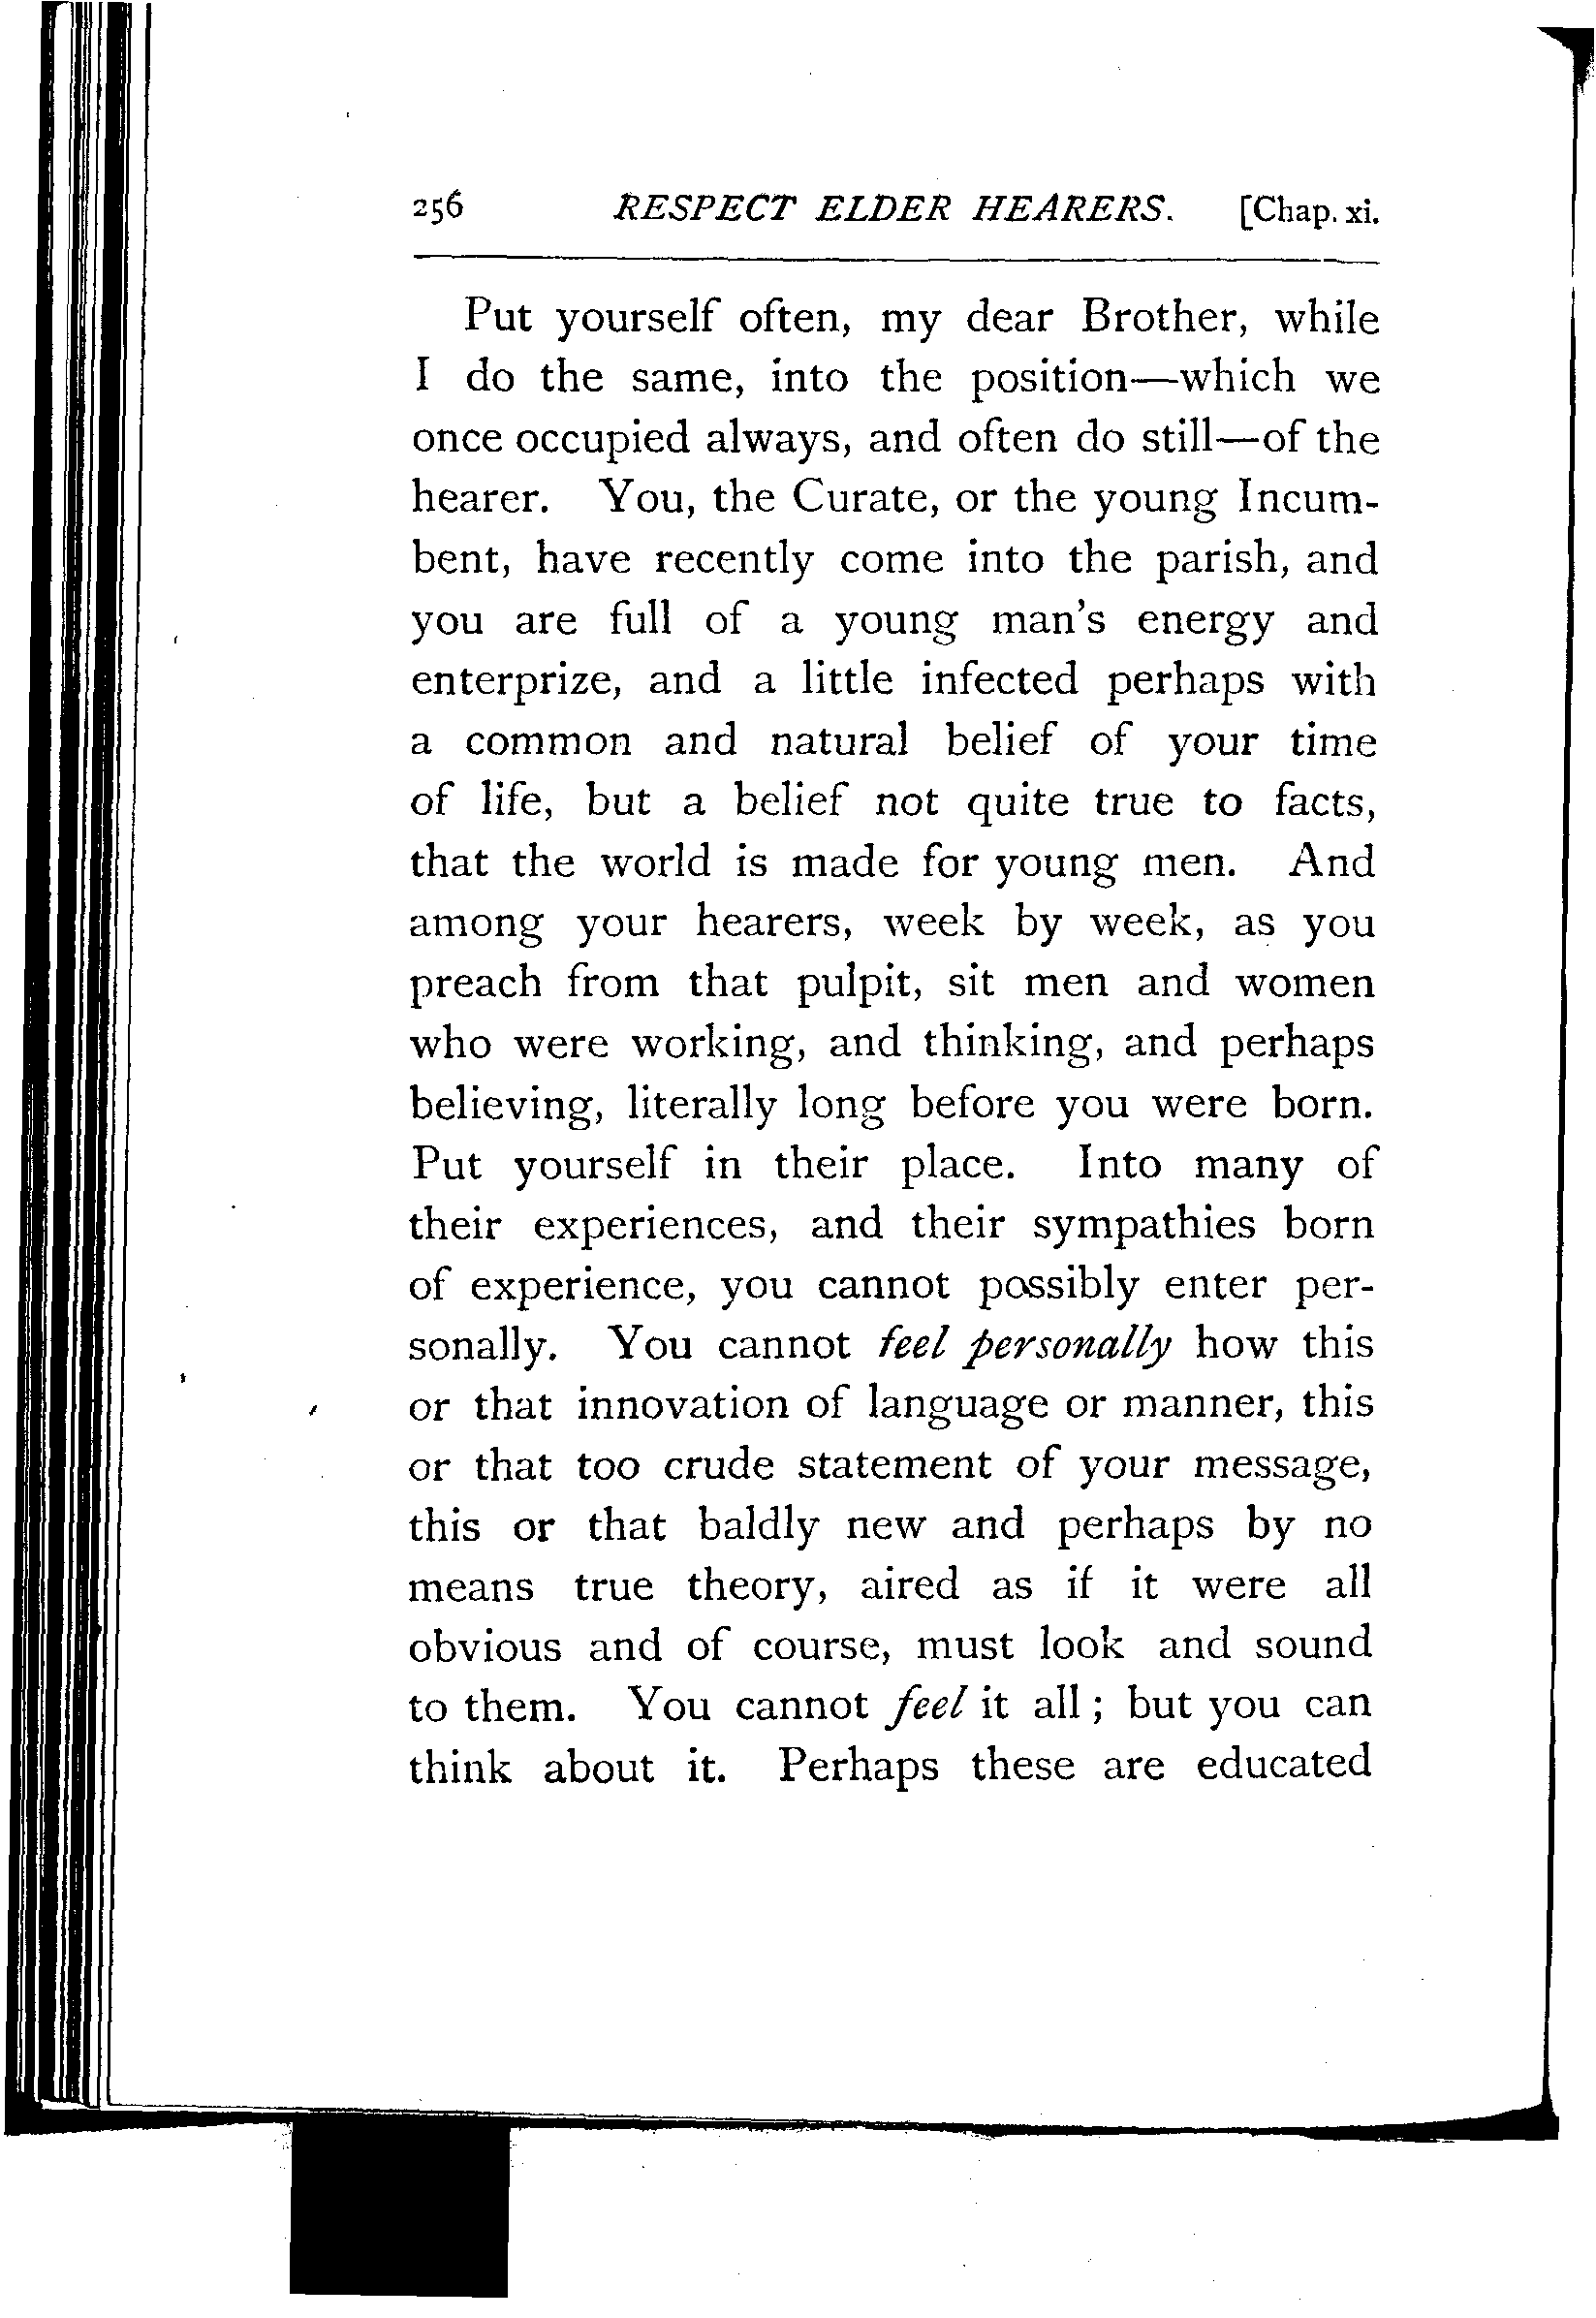 256 RESPECT ELDER HEARERS. [Chap. xi.
Put yourself often, my dear Brother, while
I do the same, into the position—which we
once occupied always, and often do still—of the
hearer. You, the Curate, or the young Incum-
bent, have recently come into the parish, and
you are full of a young man's energy and
enterprize, and a little infected perhaps with
a common and natural belief of your time
of life, but a belief not quite true to facts,
that the world is made for young men. And
among your hearers, week by week, as you
preach from that pulpit, sit men and women
who were working, and thinking, and perhaps
believing, literally long before you were born.
Put yourself in their place. Into many of
their experiences, and their sympathies born
of experience, you cannot possibly enter per-
sonally. You cannot feel personally how this
or that innovation of language or manner, this
or that too crude statement of your message,
this or that baldly new and perhaps by no
means true theory, aired as if it were all
obvious and of course, must look and sound
to them. You cannot feel it all ; but you can
think about it. Perhaps these are educated